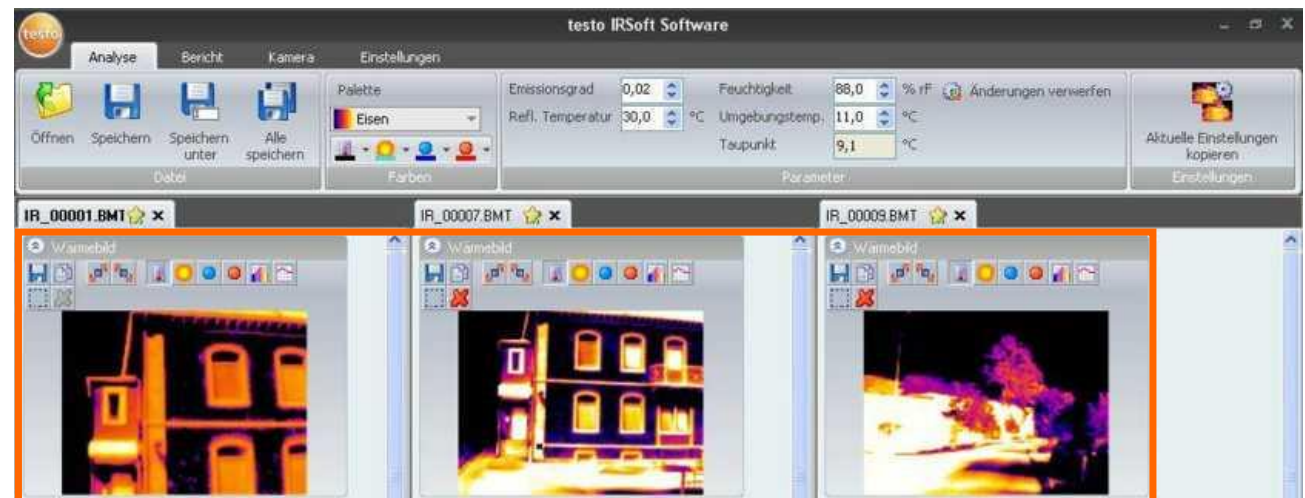 testo IRSoft Software
testo
Analyse Bericht Kamera Einstellungen
Palette Emissionsgrad 0,02 Feuchtigkeit 88,0 % rF Änderungen verwerfen
Eisen Refl. Temperatur 30,0 °C Umgebungstemp. 11,0 °C
Öffnen Speichern Speichern unter Alle speichern Taupunkt 9,1 °C Aktuelle Einstellungen kopieren
Datei Farben Parameter Einstellungen
IR_00001.BMT IR_00007.BMT IR_00009.BMT
Wärmebild Wärmebild Wärmebild